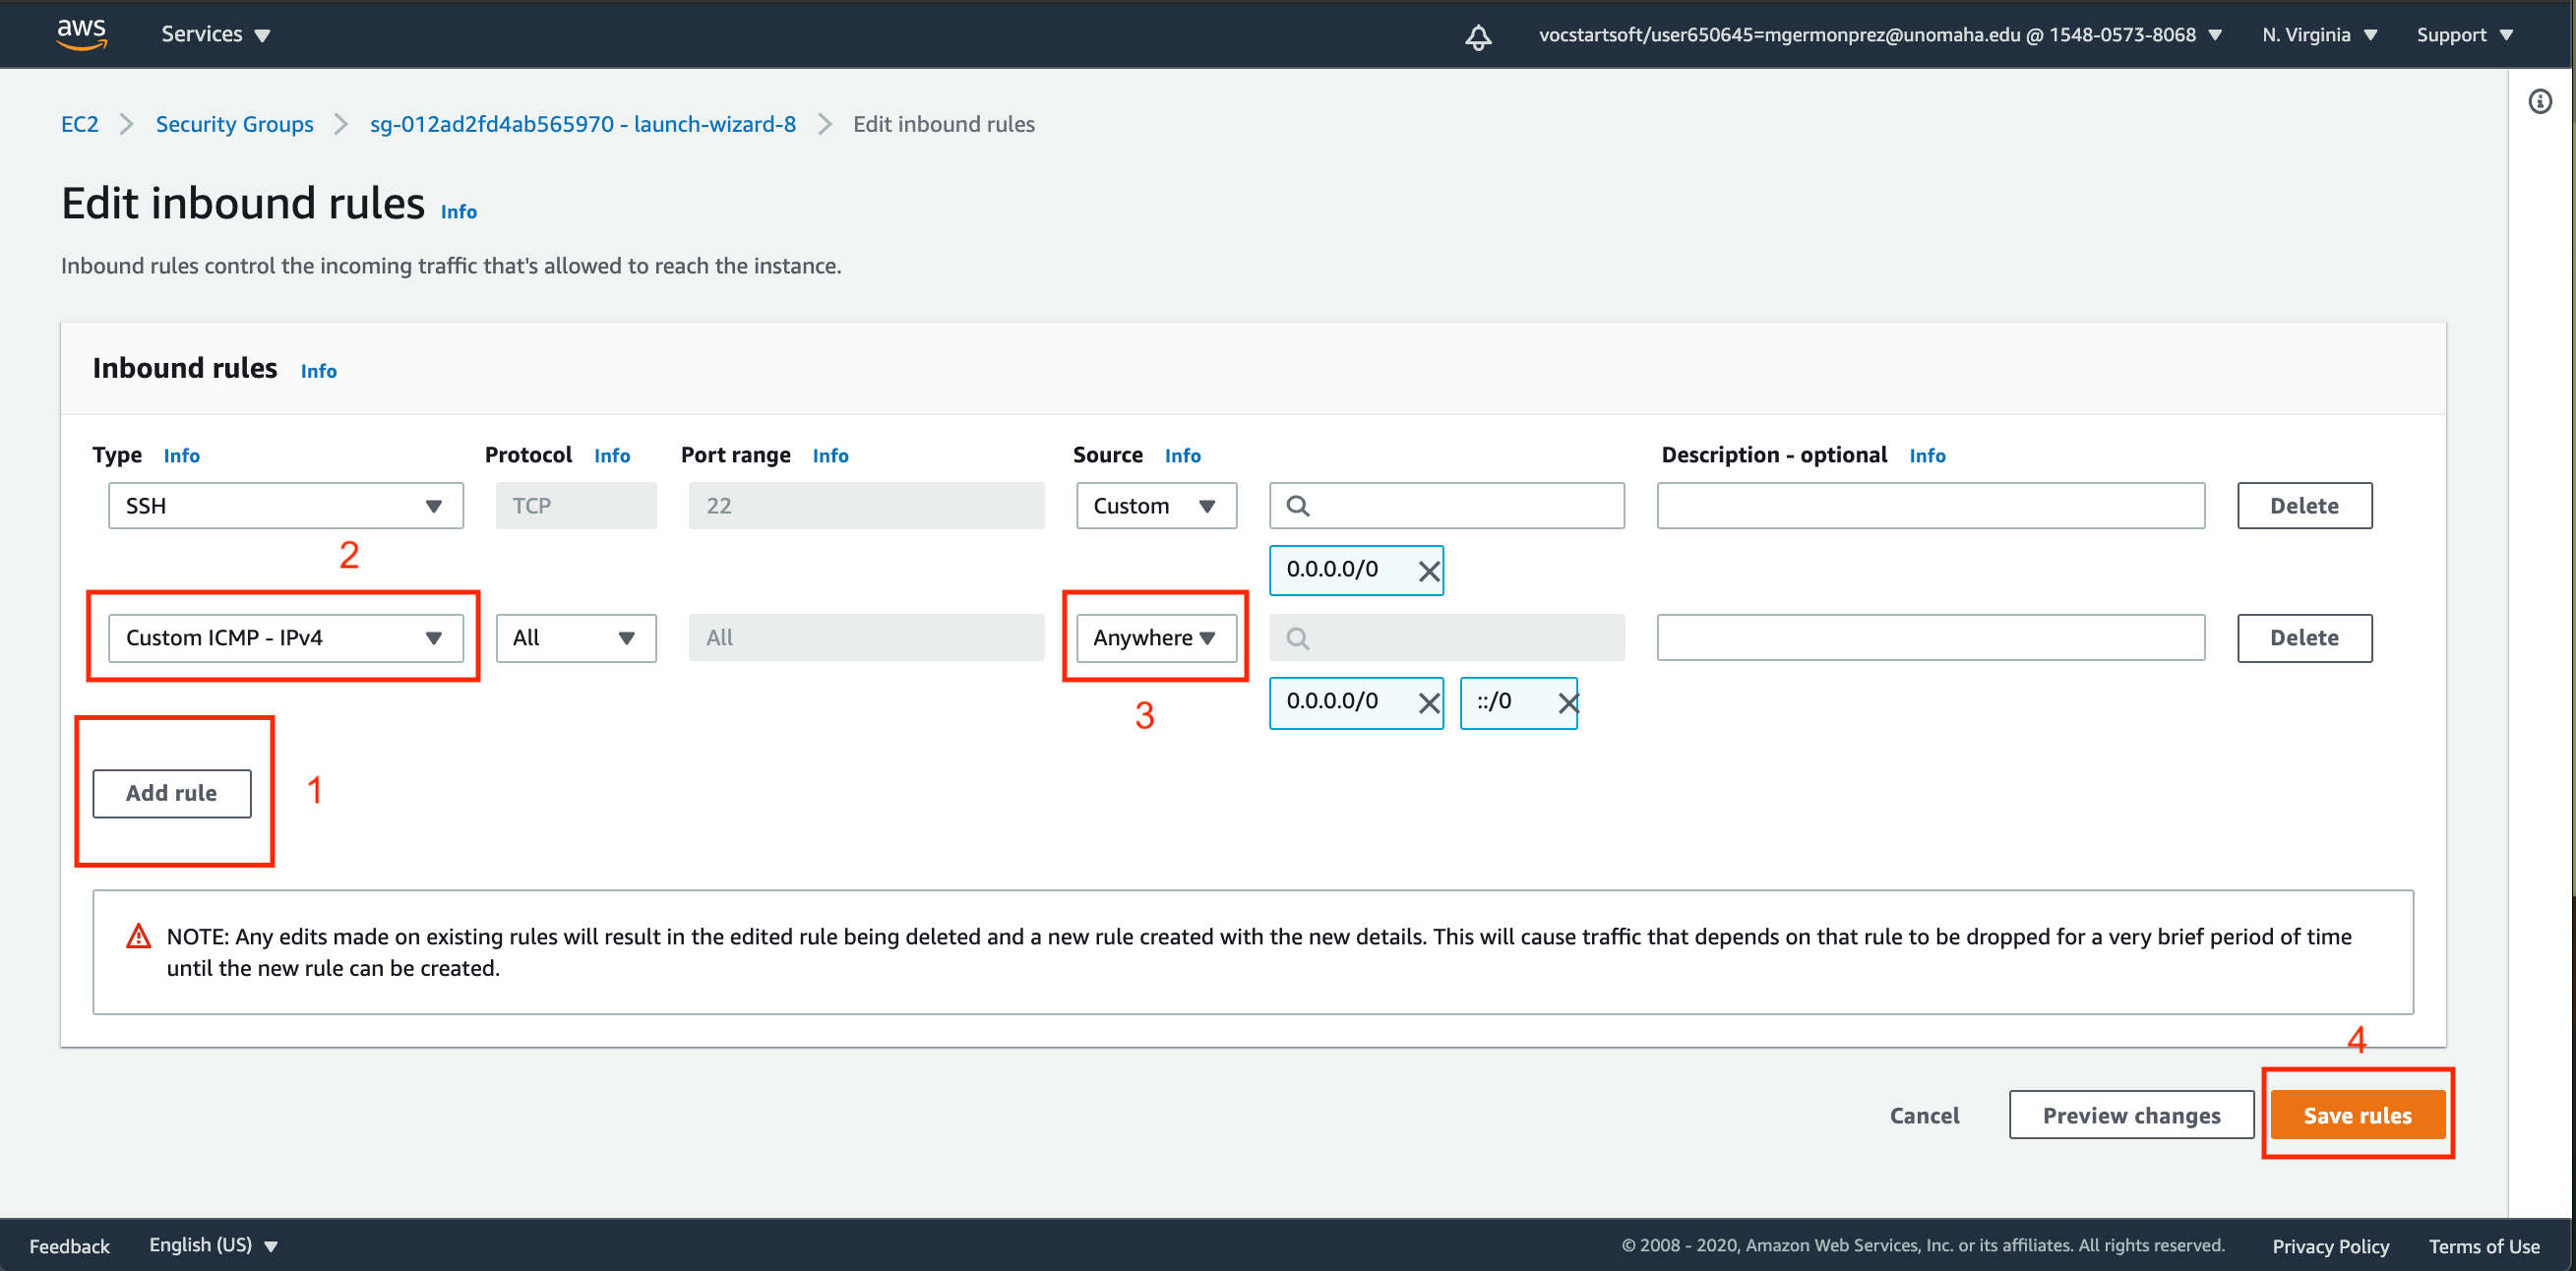 aws Services vocstartsoft/user650645=mgermonprez@unomaha.edu @ 1548-0573-8068 N. Virginia Support
EC2 Security Groups sg-012ad2fd4ab565970 - launch-wizard-8 Edit inbound rules
Edit inbound rules Info
Inbound rules control the incoming traffic that's allowed to reach the instance.
Inbound rules Info
Type Info Protocol Info Port range Info Source Info Description - optional Info
SSH TCP 22 Custom Delete
2 0.0.0.0/0
Custom ICMP - IPv4 All All Anywhere Delete
3 0.0.0.0/0 ::/0
Add rule 1
NOTE: Any edits made on existing rules will result in the edited rule being deleted and a new rule created with the new details. This will cause traffic that depends on that rule to be dropped for a very brief period of time
until the new rule can be created.
4
Cancel Preview changes Save rules
Feedback English (US) © 2008 - 2020, Amazon Web Services, Inc. or its affiliates. All rights reserved. Privacy Policy Terms of Use